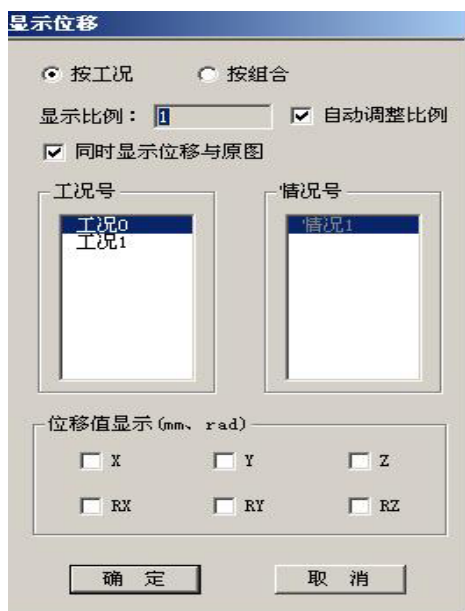 显示位移
按工况 按组合
显示比例: 1 自动调整比例
同时显示位移与原图
工况号 情况号
工况0 情况1
工况1
位移值显示(mm、rad)
X Y Z
RX RY RZ
确 定 取 消